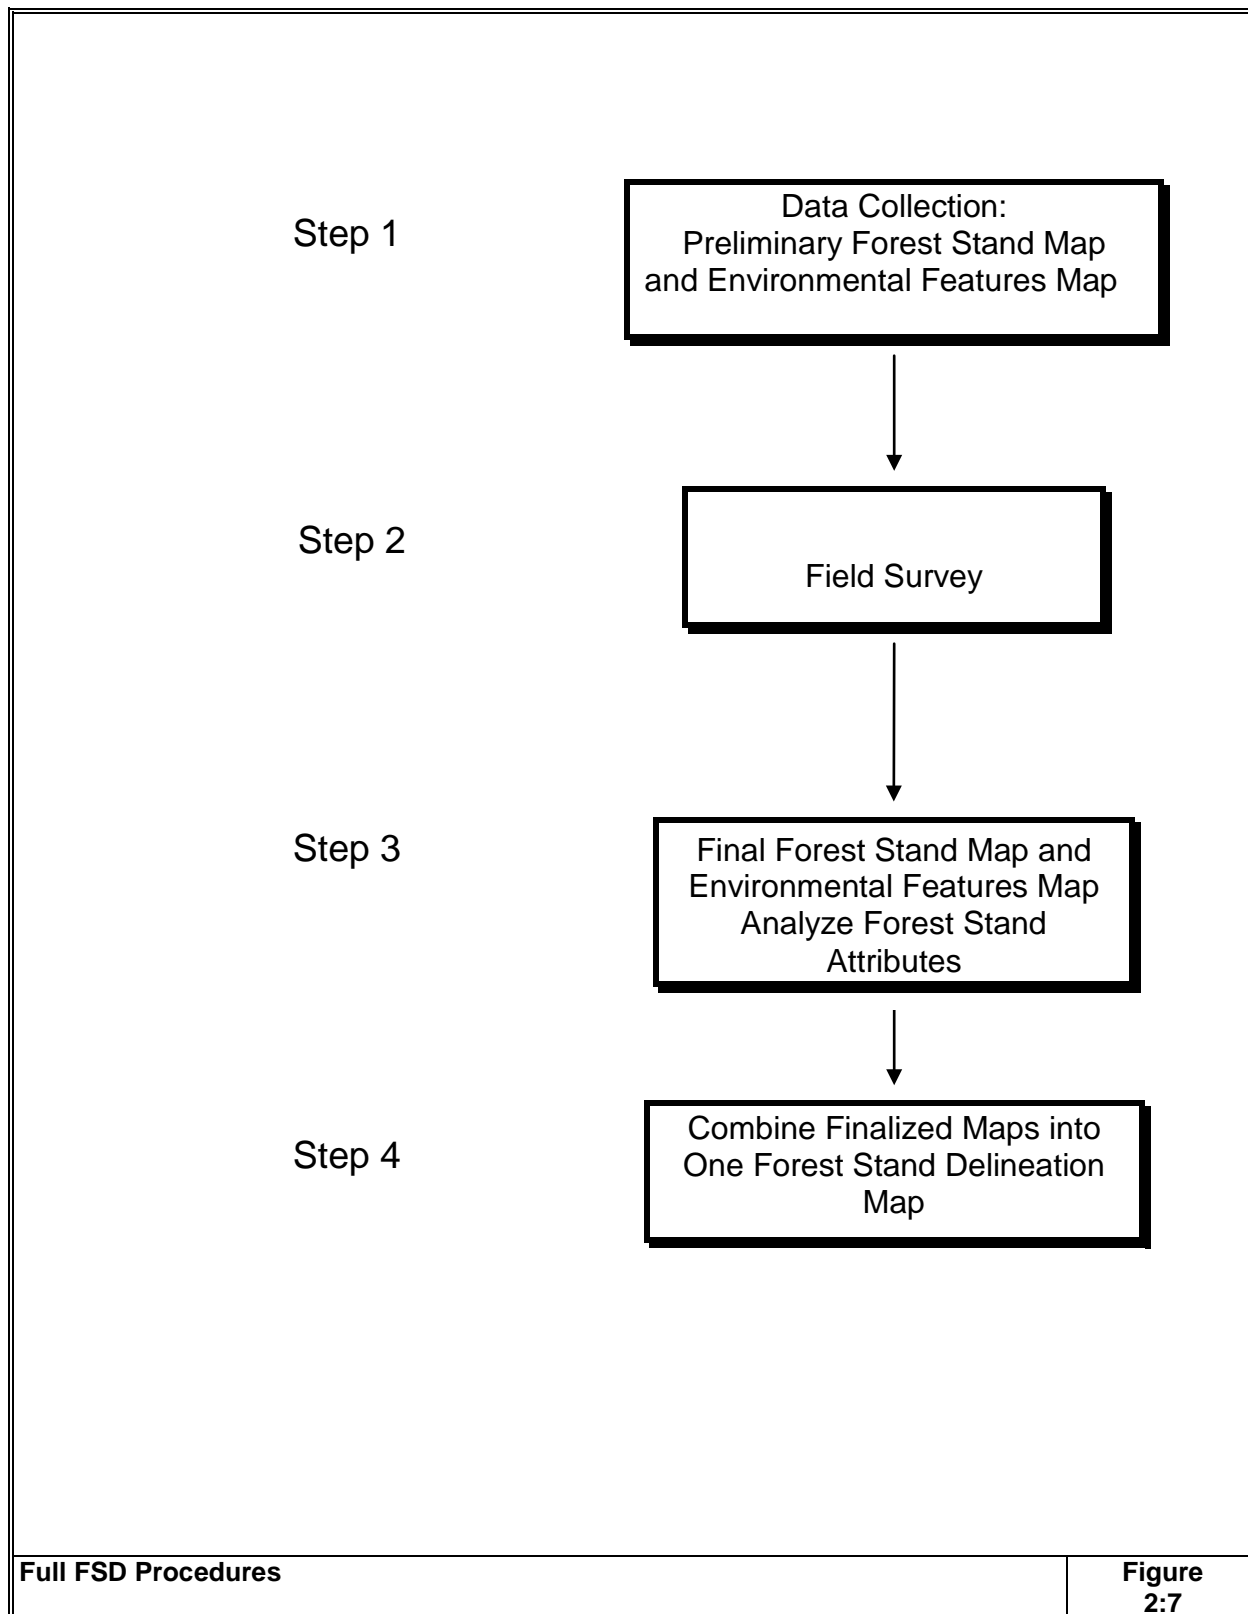 Step 1
Data Collection:
Preliminary Forest Stand Map
and Environmental Features Map
Step 2
Field Survey
Step 3
Final Forest Stand Map and
Environmental Features Map
Analyze Forest Stand
Attributes
Step 4
Combine Finalized Maps into
One Forest Stand Delineation
Map
Full FSD Procedures
Figure
2:7